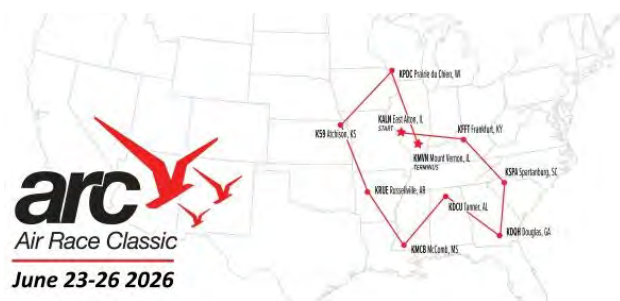 KPDC Prairie du Chien, WI
KALN East Alton, IL
START
KFFT Frankfurt, KY
K59 Atchison, KS
KMVN Mount Vernon, IL
TERMINUS
KSPA Spartanburg, SC
KRUE Russellville, AR
KDCU Tanner, AL
KMCB McComb, MS
KDQH Douglas, GA
arc
Air Race Classic
June 23-26 2026